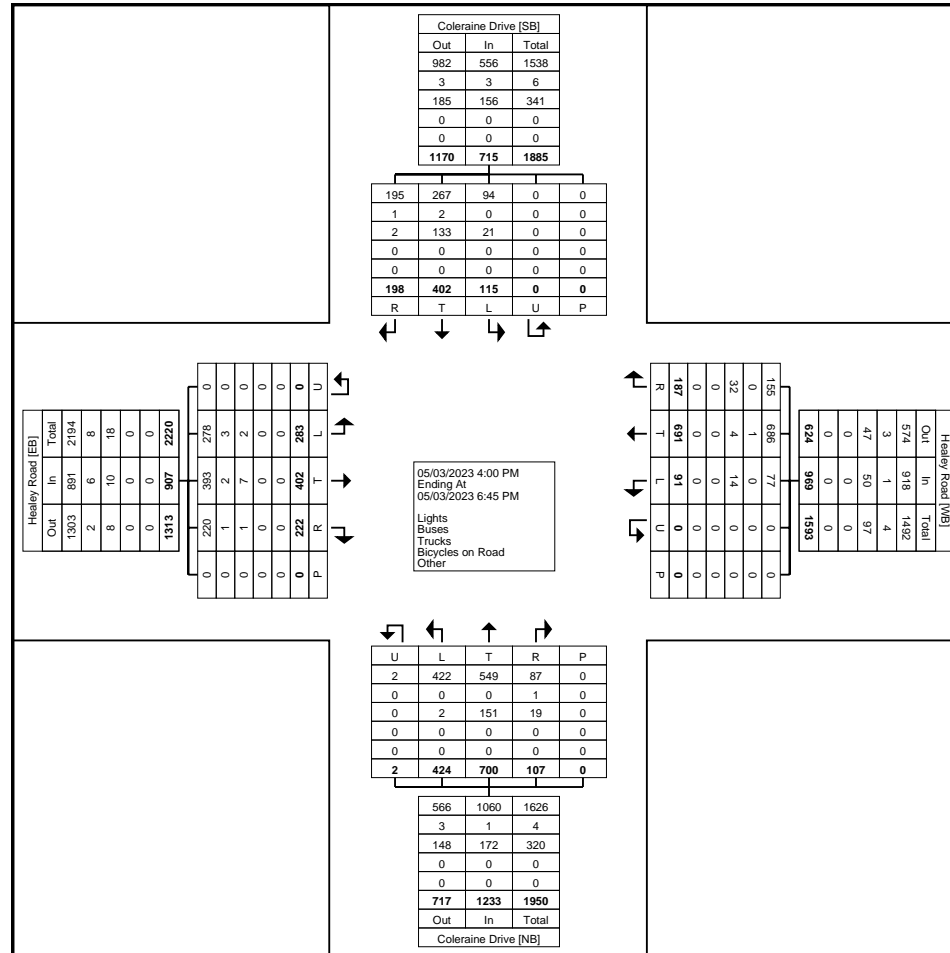 Coleraine Drive [SB]
Out In Total
982 556 1538
3 3 6
185 156 341
0 0 0
0 0 0
1170 715 1885
195 267 94 0 0
1 2 0 0 0
2 133 21 0 0
0 0 0 0 0
0 0 0 0 0
198 402 115 0 0
R T L U P
Healey Road [EB]
Out In Total
1303 891 2194
2 6 8
8 10 18
0 0 0
0 0 0
1313 907 2220
0 220 393 278 0
0 1 2 3 0
0 1 7 2 0
0 0 0 0 0
0 0 0 0 0
0 222 402 283 0
P R T L U
05/03/2023 4:00 PM
Ending At
05/03/2023 6:45 PM
Lights
Buses
Trucks
Bicycles on Road
Other
Healey Road [WB]
Out In Total
574 918 1492
3 1 4
47 50 97
0 0 0
0 0 0
624 969 1593
155 686 77 0 0
0 1 0 0 0
32 4 14 0 0
0 0 0 0 0
0 0 0 0 0
187 691 91 0 0
R T L U P
U L T R P
2 422 549 87 0
0 0 0 1 0
0 2 151 19 0
0 0 0 0 0
0 0 0 0 0
2 424 700 107 0
566 1060 1626
3 1 4
148 172 320
0 0 0
0 0 0
717 1233 1950
Out In Total
Coleraine Drive [NB]